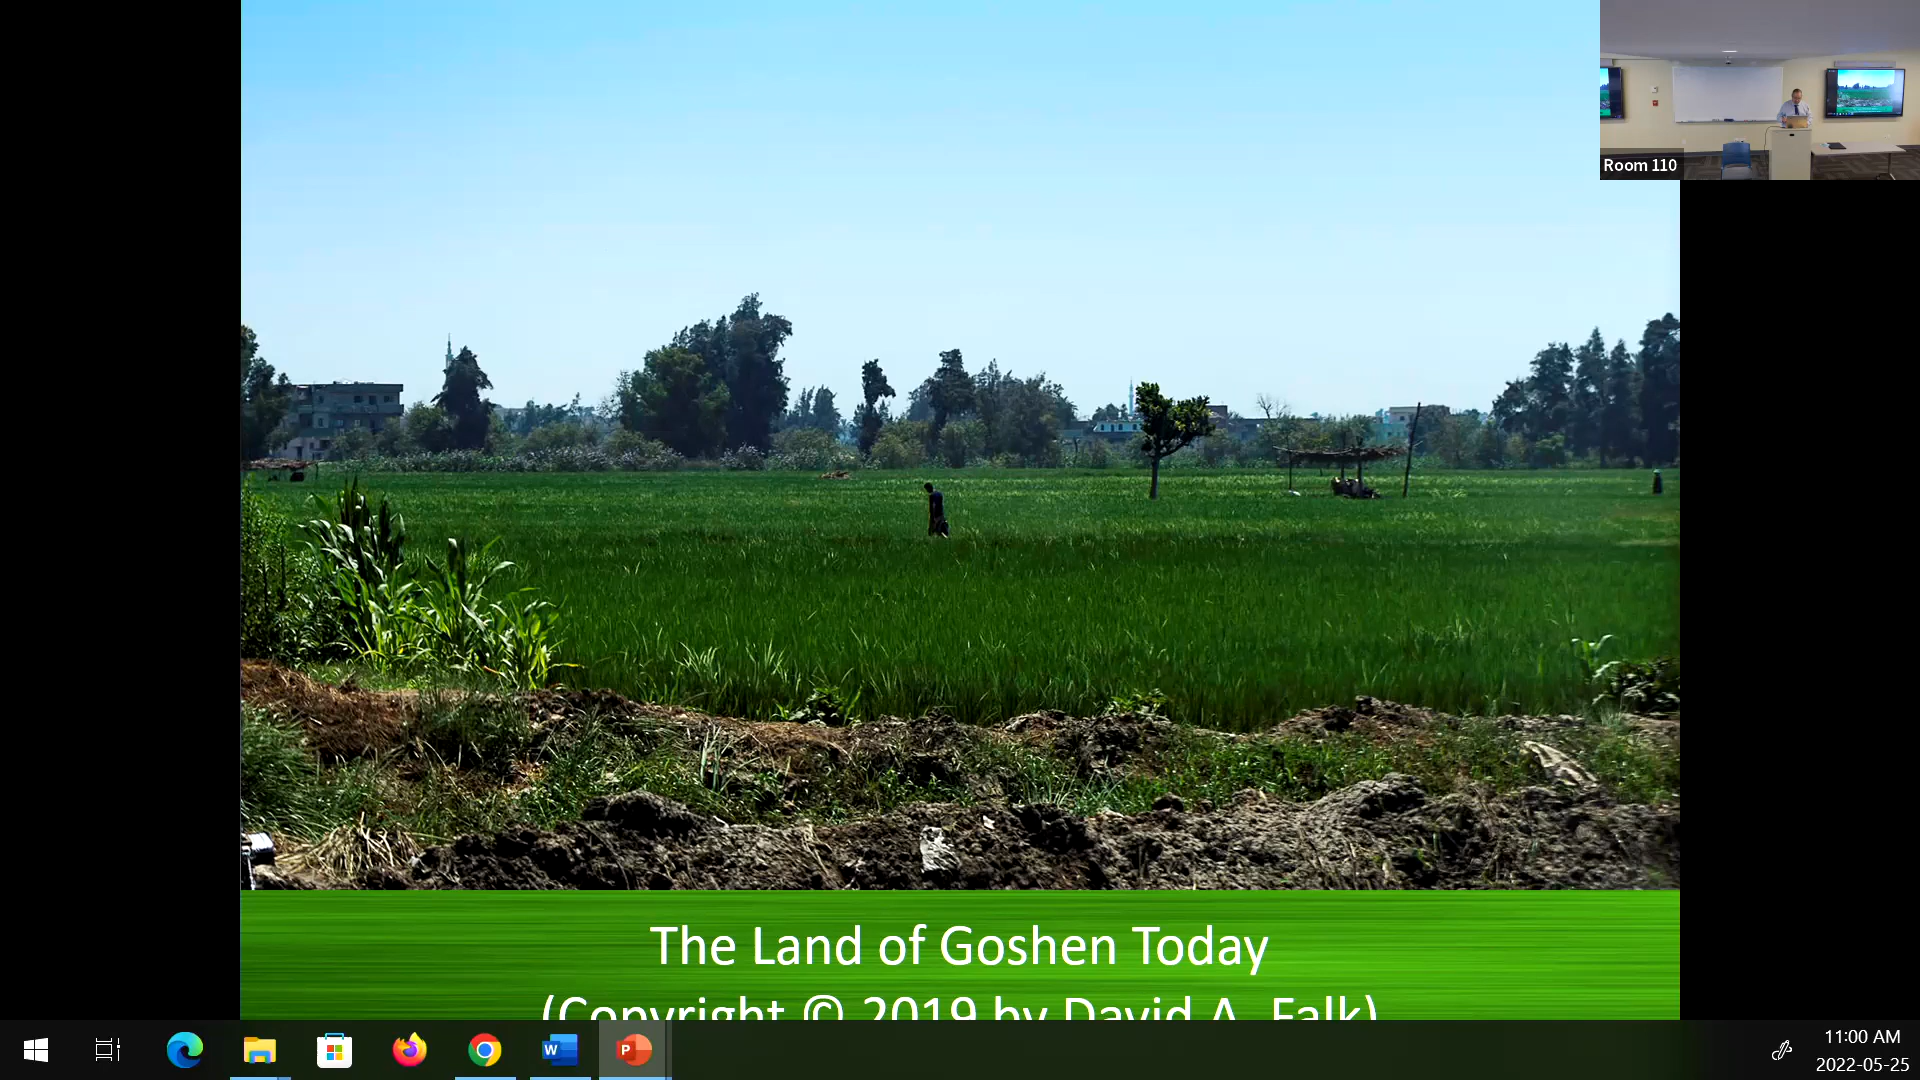 Room 110
The Land of Goshen Today
(Copyright © 2019 by David A. Falk)
11:00 AM
2022-05-25
W
P